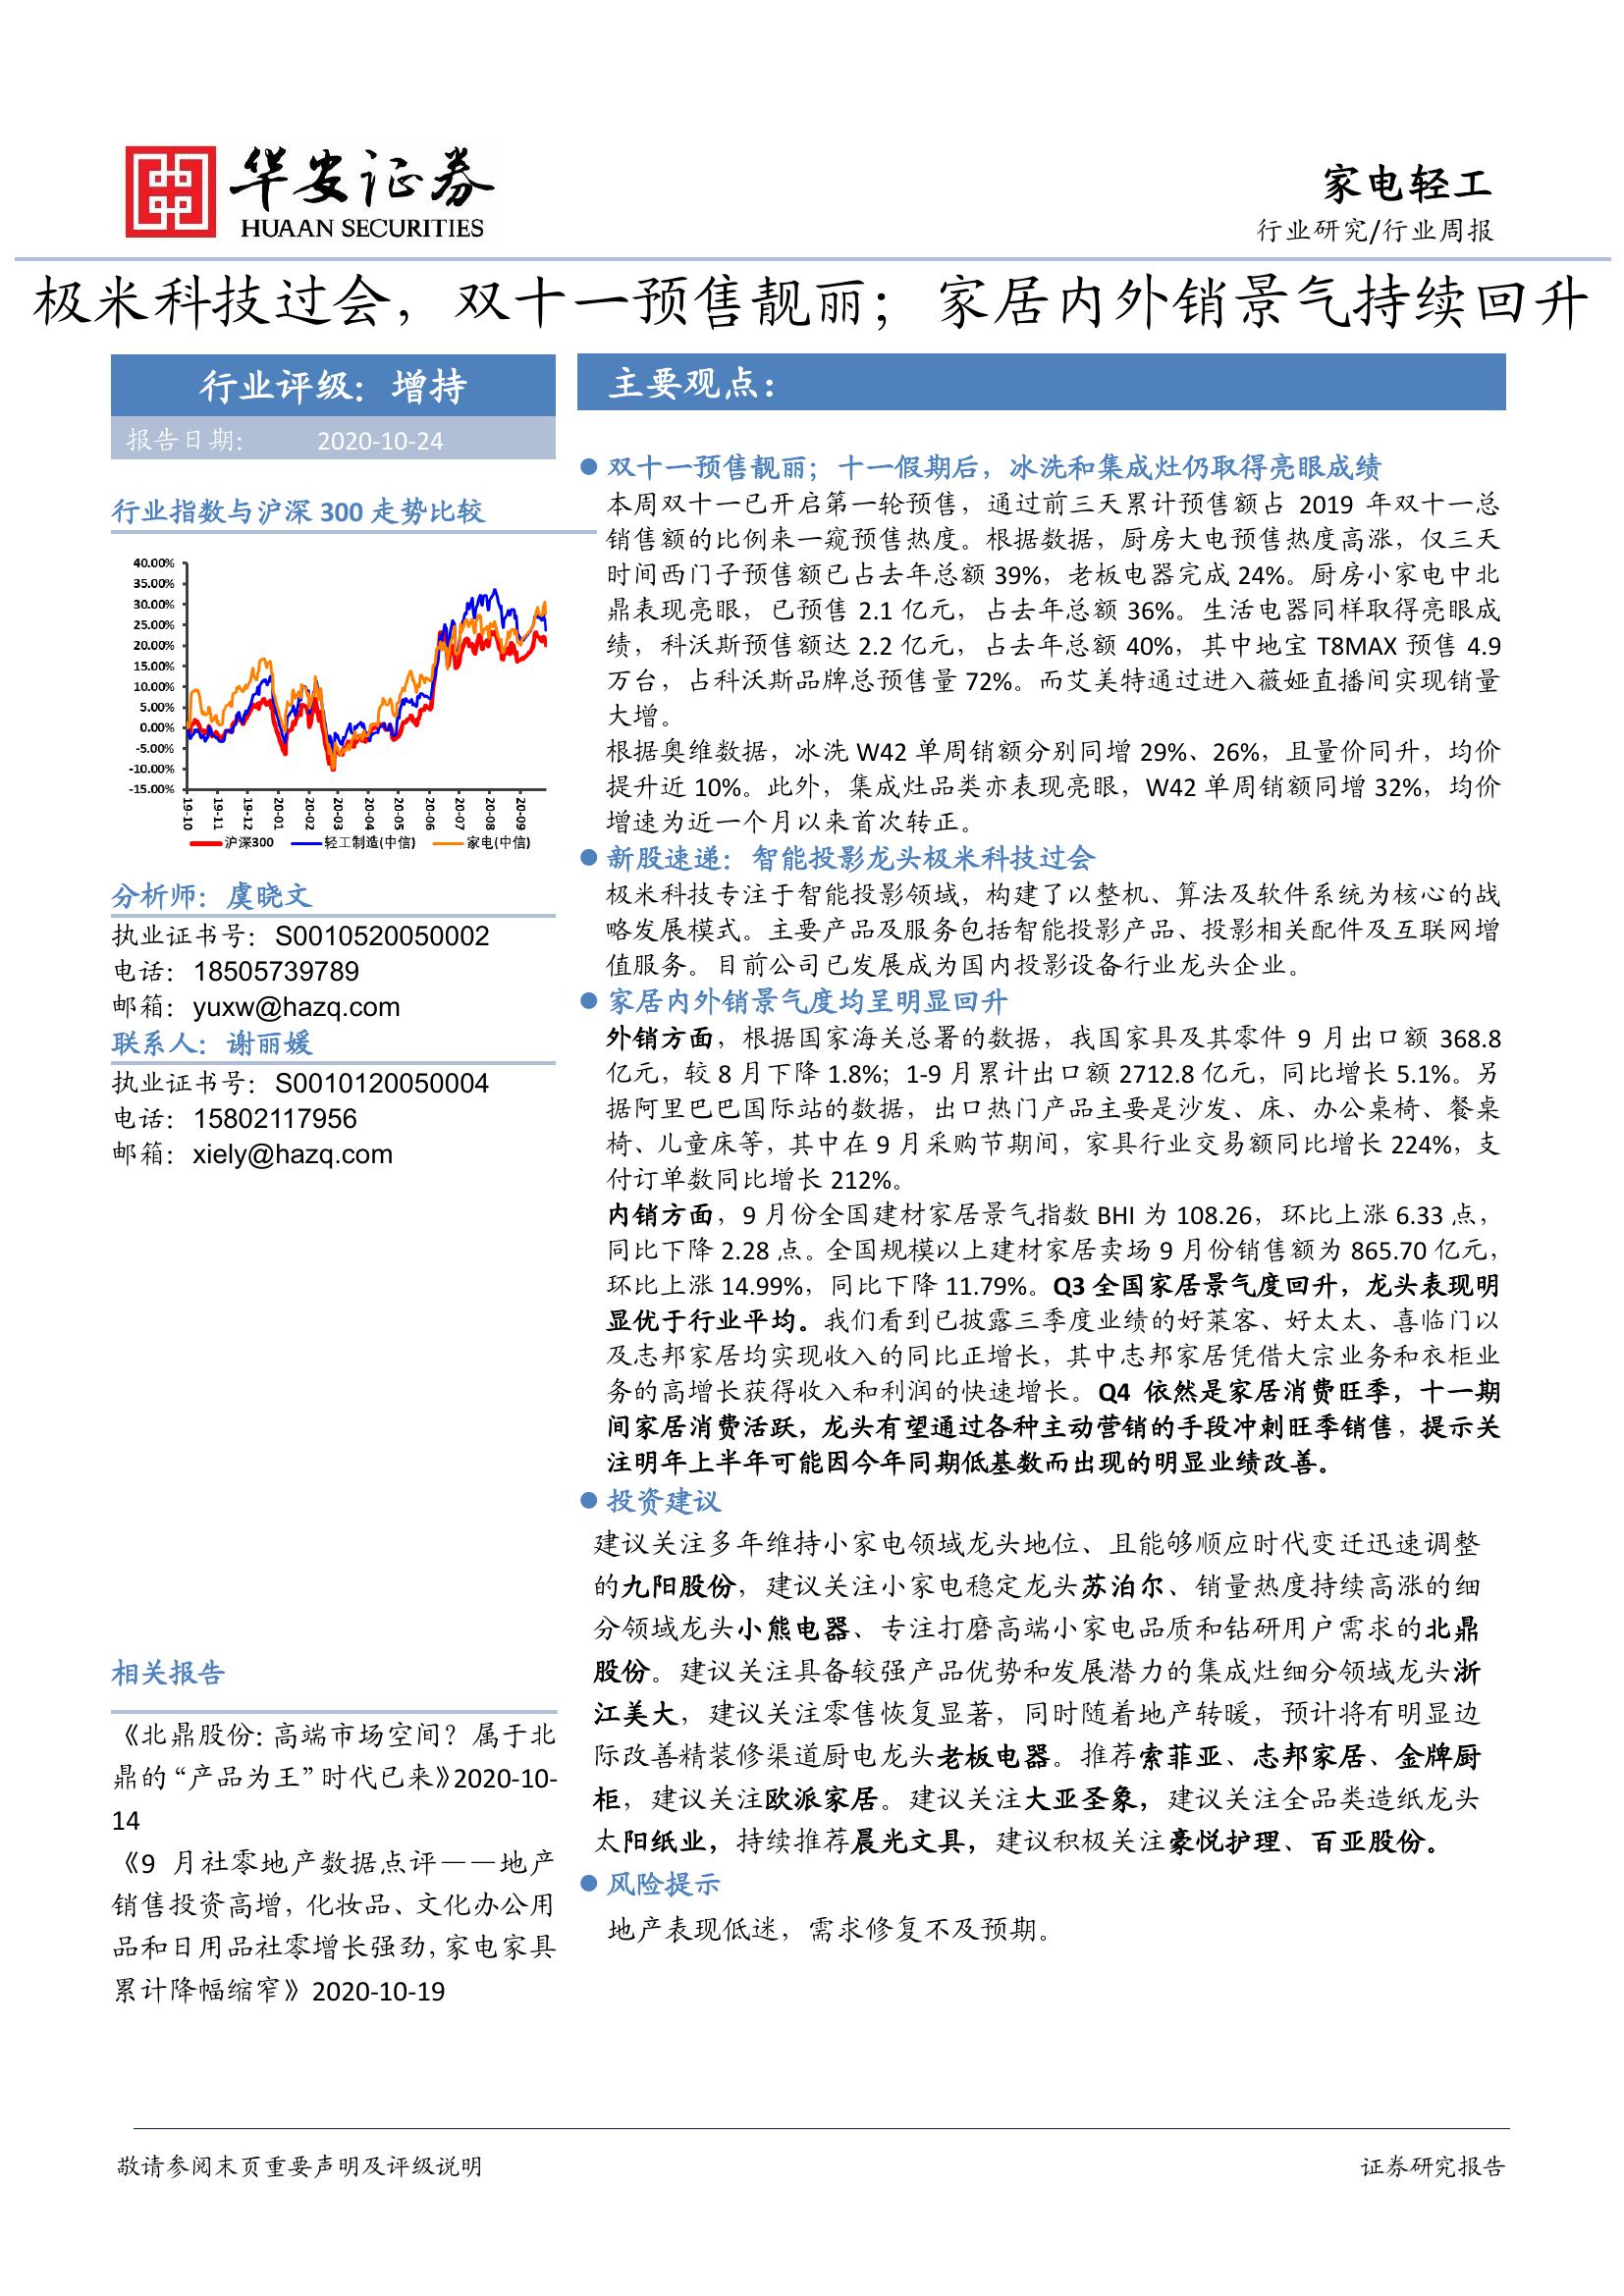 华安证券
HUAAN SECURITIES
家电轻工
行业研究/行业周报
极米科技过会，双十一预售靓丽；家居内外销景气持续回升
行业评级：增持
报告日期： 2020-10-24
行业指数与沪深 300 走势比较
40.00%
35.00%
30.00%
25.00%
20.00%
15.00%
10.00%
5.00%
0.00%
-5.00%
-10.00%
-15.00%
19-10
19-11
19-12
20-01
20-02
20-03
20-04
20-05
20-06
20-07
20-08
20-09
沪深300 轻工制造(中信) 家电(中信)
分析师：虞晓文
执业证书号：S0010520050002
电话：18505739789
邮箱：yuxw@hazq.com
联系人：谢丽媛
执业证书号：S0010120050004
电话：15802117956
邮箱：xiely@hazq.com
相关报告
《北鼎股份：高端市场空间？属于北
鼎的“产品为王”时代已来》2020-10-
14
《9 月社零地产数据点评——地产
销售投资高增，化妆品、文化办公用
品和日用品社零增长强劲，家电家具
累计降幅缩窄》2020-10-19
主要观点：
双十一预售靓丽；十一假期后，冰洗和集成灶仍取得亮眼成绩
本周双十一已开启第一轮预售，通过前三天累计预售额占 2019 年双十一总
销售额的比例来一窥预售热度。根据数据，厨房大电预售热度高涨，仅三天
时间西门子预售额已占去年总额 39%，老板电器完成 24%。厨房小家电中北
鼎表现亮眼，已预售 2.1 亿元，占去年总额 36%。生活电器同样取得亮眼成
绩，科沃斯预售额达 2.2 亿元，占去年总额 40%，其中地宝 T8MAX 预售 4.9
万台，占科沃斯品牌总预售量 72%。而艾美特通过进入薇娅直播间实现销量
大增。
根据奥维数据，冰洗 W42 单周销额分别同增 29%、26%，且量价同升，均价
提升近 10%。此外，集成灶品类亦表现亮眼，W42 单周销额同增 32%，均价
增速为近一个月以来首次转正。
新股速递：智能投影龙头极米科技过会
极米科技专注于智能投影领域，构建了以整机、算法及软件系统为核心的战
略发展模式。主要产品及服务包括智能投影产品、投影相关配件及互联网增
值服务。目前公司已发展成为国内投影设备行业龙头企业。
家居内外销景气度均呈明显回升
外销方面，根据国家海关总署的数据，我国家具及其零件 9 月出口额 368.8
亿元，较 8 月下降 1.8%；1-9 月累计出口额 2712.8 亿元，同比增长 5.1%。另
据阿里巴巴国际站的数据，出口热门产品主要是沙发、床、办公桌椅、餐桌
椅、儿童床等，其中在 9 月采购节期间，家具行业交易额同比增长 224%，支
付订单数同比增长 212%。
内销方面，9 月份全国建材家居景气指数 BHI 为 108.26，环比上涨 6.33 点，
同比下降 2.28 点。全国规模以上建材家居卖场 9 月份销售额为 865.70 亿元，
环比上涨 14.99%，同比下降 11.79%。Q3 全国家居景气度回升，龙头表现明
显优于行业平均。我们看到已披露三季度业绩的好莱客、好太太、喜临门以
及志邦家居均实现收入的同比正增长，其中志邦家居凭借大宗业务和衣柜业
务的高增长获得收入和利润的快速增长。Q4 依然是家居消费旺季，十一期
间家居消费活跃，龙头有望通过各种主动营销的手段冲刺旺季销售，提示关
注明年上半年可能因今年同期低基数而出现的明显业绩改善。
投资建议
建议关注多年维持小家电领域龙头地位、且能够顺应时代变迁迅速调整
的九阳股份，建议关注小家电稳定龙头苏泊尔、销量热度持续高涨的细
分领域龙头小熊电器、专注打磨高端小家电品质和钻研用户需求的北鼎
股份。建议关注具备较强产品优势和发展潜力的集成灶细分领域龙头浙
江美大，建议关注零售恢复显著，同时随着地产转暖，预计将有明显边
际改善精装修渠道厨电龙头老板电器。推荐索菲亚、志邦家居、金牌厨
柜，建议关注欧派家居。建议关注大亚圣象，建议关注全品类造纸龙头
太阳纸业，持续推荐晨光文具，建议积极关注豪悦护理、百亚股份。
风险提示
地产表现低迷，需求修复不及预期。
敬请参阅末页重要声明及评级说明
证券研究报告